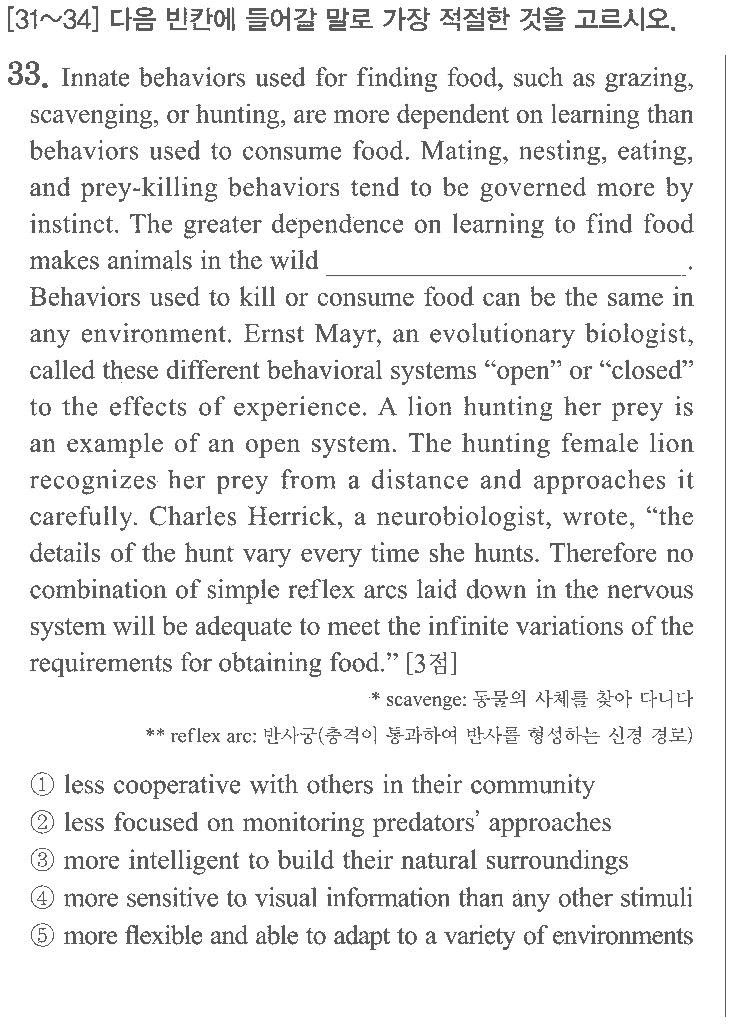 [31~34] 다음 빈칸에 들어갈 말로 가장 적절한 것을 고르시오.
33. Innate behaviors used for finding food, such as grazing,
scavenging, or hunting, are more dependent on learning than
behaviors used to consume food. Mating, nesting, eating,
and prey-killing behaviors tend to be governed more by
instinct. The greater dependence on learning to find food
makes animals in the wild ______________________.
Behaviors used to kill or consume food can be the same in
any environment. Ernst Mayr, an evolutionary biologist,
called these different behavioral systems “open” or “closed”
to the effects of experience. A lion hunting her prey is
an example of an open system. The hunting female lion
recognizes her prey from a distance and approaches it
carefully. Charles Herrick, a neurobiologist, wrote, “the
details of the hunt vary every time she hunts. Therefore no
combination of simple reflex arcs laid down in the nervous
system will be adequate to meet the infinite variations of the
requirements for obtaining food.” [3점]
* scavenge: 동물의 사체를 찾아 다니다
** reflex arc: 반사궁(충격이 통과하여 반사를 형성하는 신경 경로)
① less cooperative with others in their community
② less focused on monitoring predators’ approaches
③ more intelligent to build their natural surroundings
④ more sensitive to visual information than any other stimuli
⑤ more flexible and able to adapt to a variety of environments